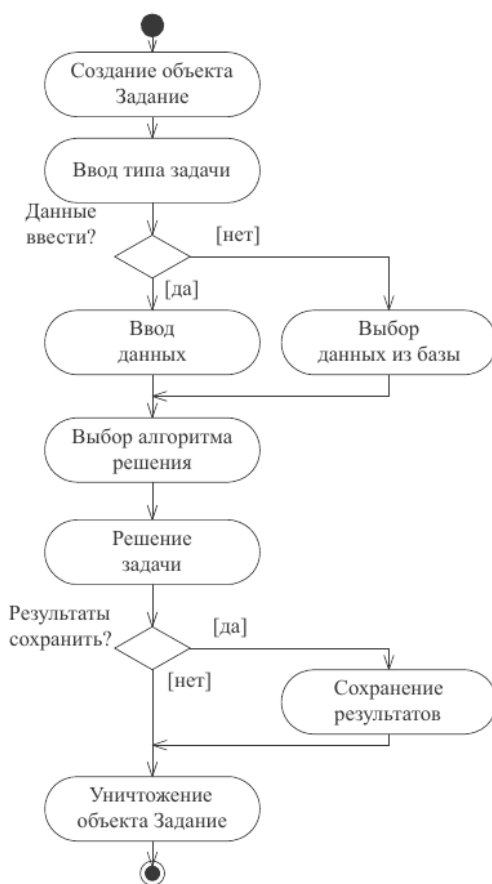 Создание объекта
Задание
Ввод типа задачи
Данные
ввести?
[нет]
[да]
Ввод
данных
Выбор
данных из базы
Выбор алгоритма
решения
Решение
задачи
Результаты
сохранить?
[да]
[нет]
Сохранение
результатов
Уничтожение
объекта Задание